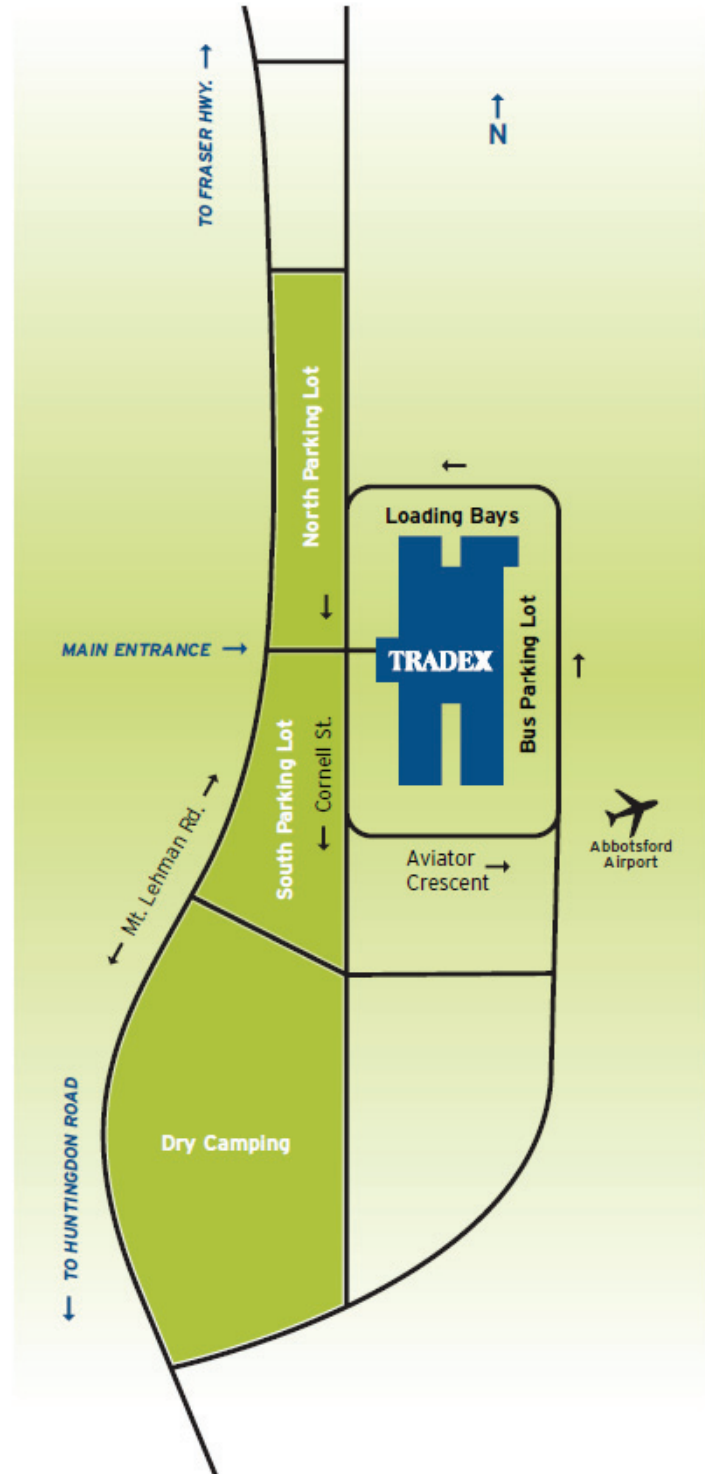 TO FRASER HWY.
N
North Parking Lot
Loading Bays
MAIN ENTRANCE
TRADEX
Bus Parking Lot
South Parking Lot
Cornell St.
Mt. Lehman Rd.
Aviator
Crescent
Abbotsford
Airport
Dry Camping
TO HUNTINGDON ROAD